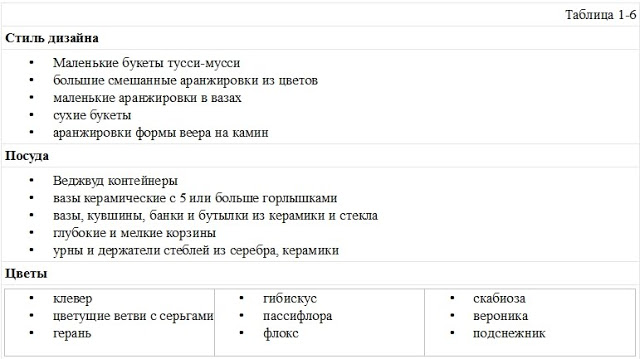 Таблица 1-6
Стиль дизайна
• Маленькие букеты тусси-мусси
• большие смешанные аранжировки из цветов
• маленькие аранжировки в вазах
• сухие букеты
• аранжировки формы веера на камин
Посуда
• Веджвуд контейнеры
• вазы керамические с 5 или больше горлышками
• вазы, кувшины, банки и бутылки из керамики и стекла
• глубокие и мелкие корзины
• урны и держатели стеблей из серебра, керамики
Цветы
• клевер • гибискус • скабиоза
• цветущие ветви с серьгами • пассифлора • вероника
• герань • флокс • подснежник